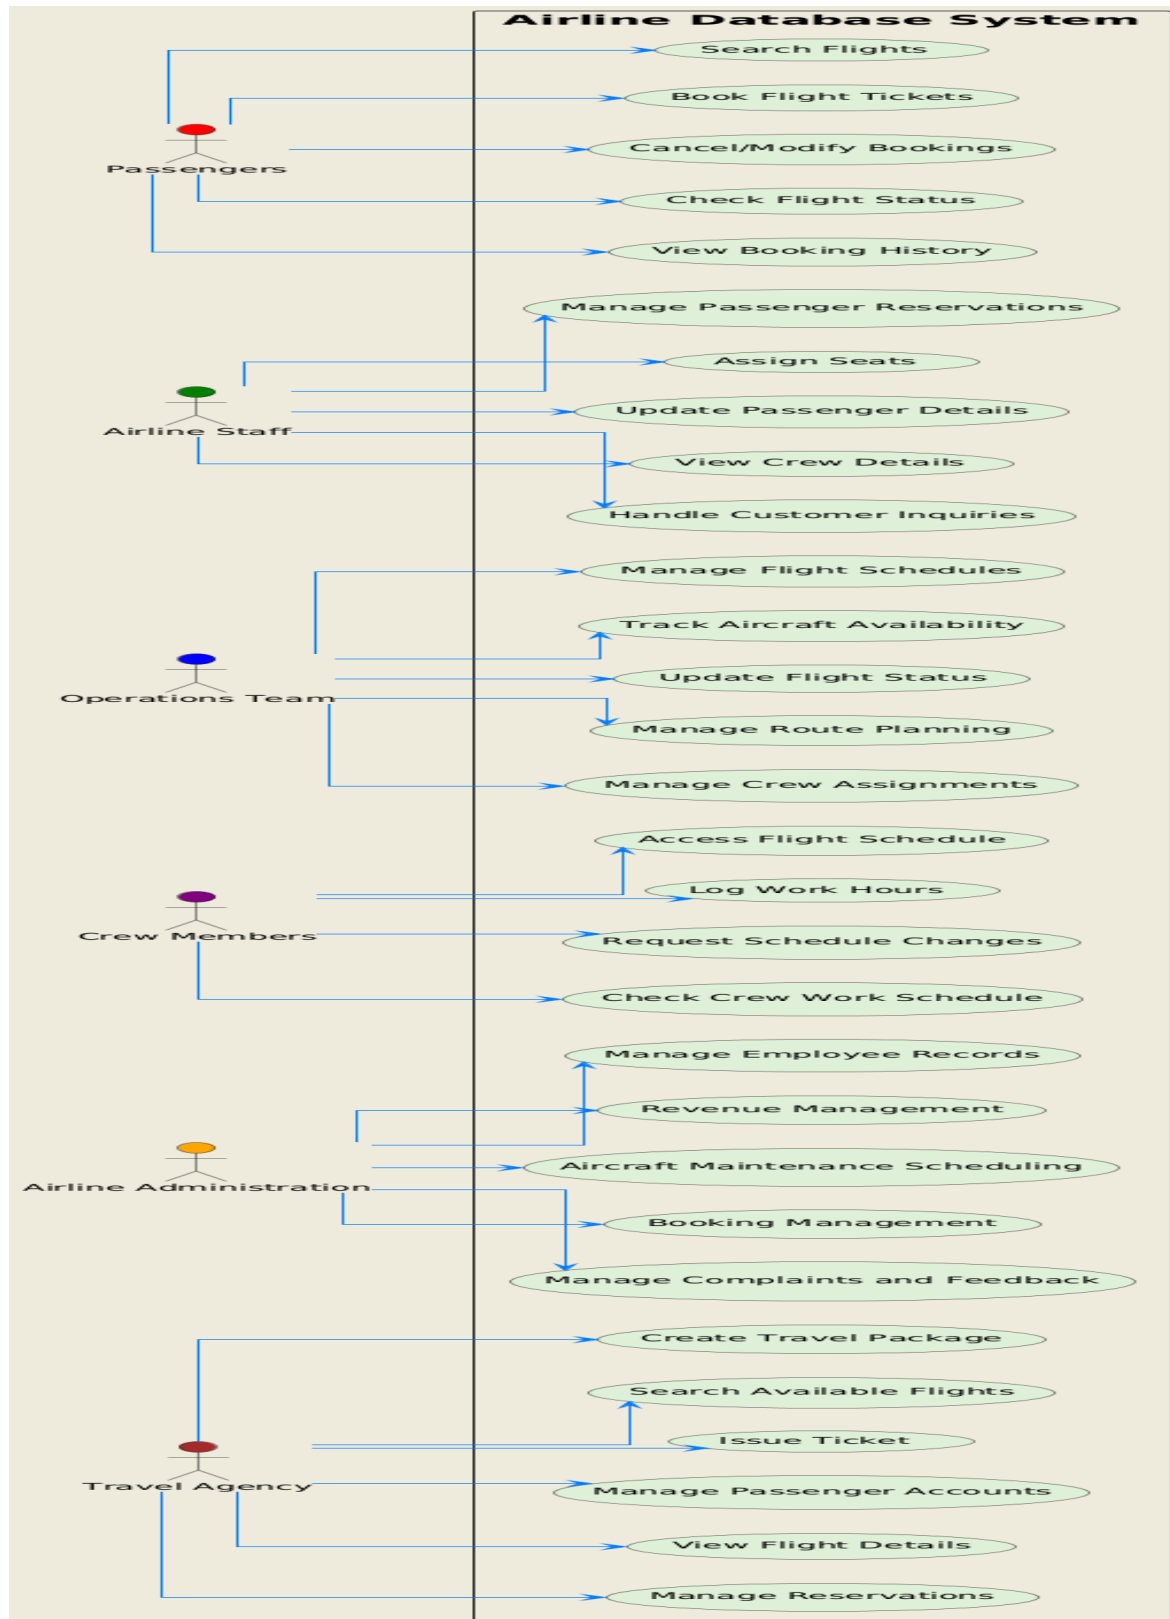 Airline Database System
Search Flights
Book Flight Tickets
Passengers
Cancel/Modify Bookings
Check Flight Status
View Booking History
Manage Passenger Reservations
Assign Seats
Update Passenger Details
Airline Staff
View Crew Details
Handle Customer Inquiries
Manage Flight Schedules
Track Aircraft Availability
Update Flight Status
Operations Team
Manage Route Planning
Manage Crew Assignments
Access Flight Schedule
Log Work Hours
Crew Members
Request Schedule Changes
Check Crew Work Schedule
Manage Employee Records
Revenue Management
Aircraft Maintenance Scheduling
Airline Administration
Booking Management
Manage Complaints and Feedback
Create Travel Package
Search Available Flights
Issue Ticket
Travel Agency
Manage Passenger Accounts
View Flight Details
Manage Reservations